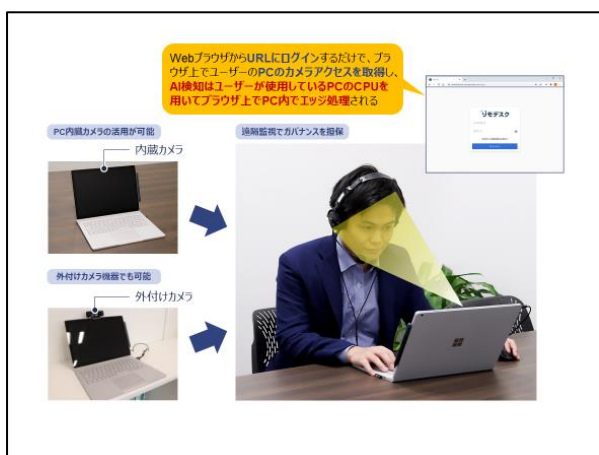 WebブラウザからURLにログインするだけで、ブラ
ウザ上でユーザーのPCのカメラアクセスを取得し、
AI検知はユーザーが使用しているPCのCPUを
用いてブラウザ上でPC内でエッジ処理される
リモデスク
PC内蔵カメラの活用が可能
内蔵カメラ
遠隔監視でガバナンスを担保
外付けカメラ機器でも可能
外付けカメラ